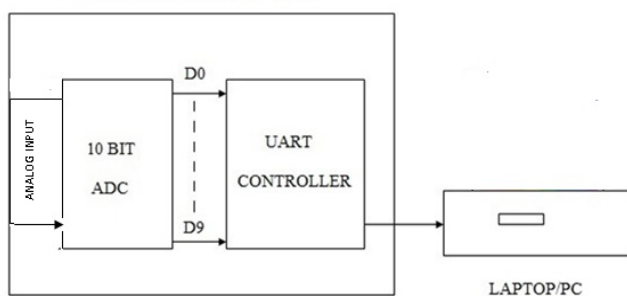 ANALOG INPUT
10 BIT
ADC
D0
D9
UART
CONTROLLER
LAPTOP/PC